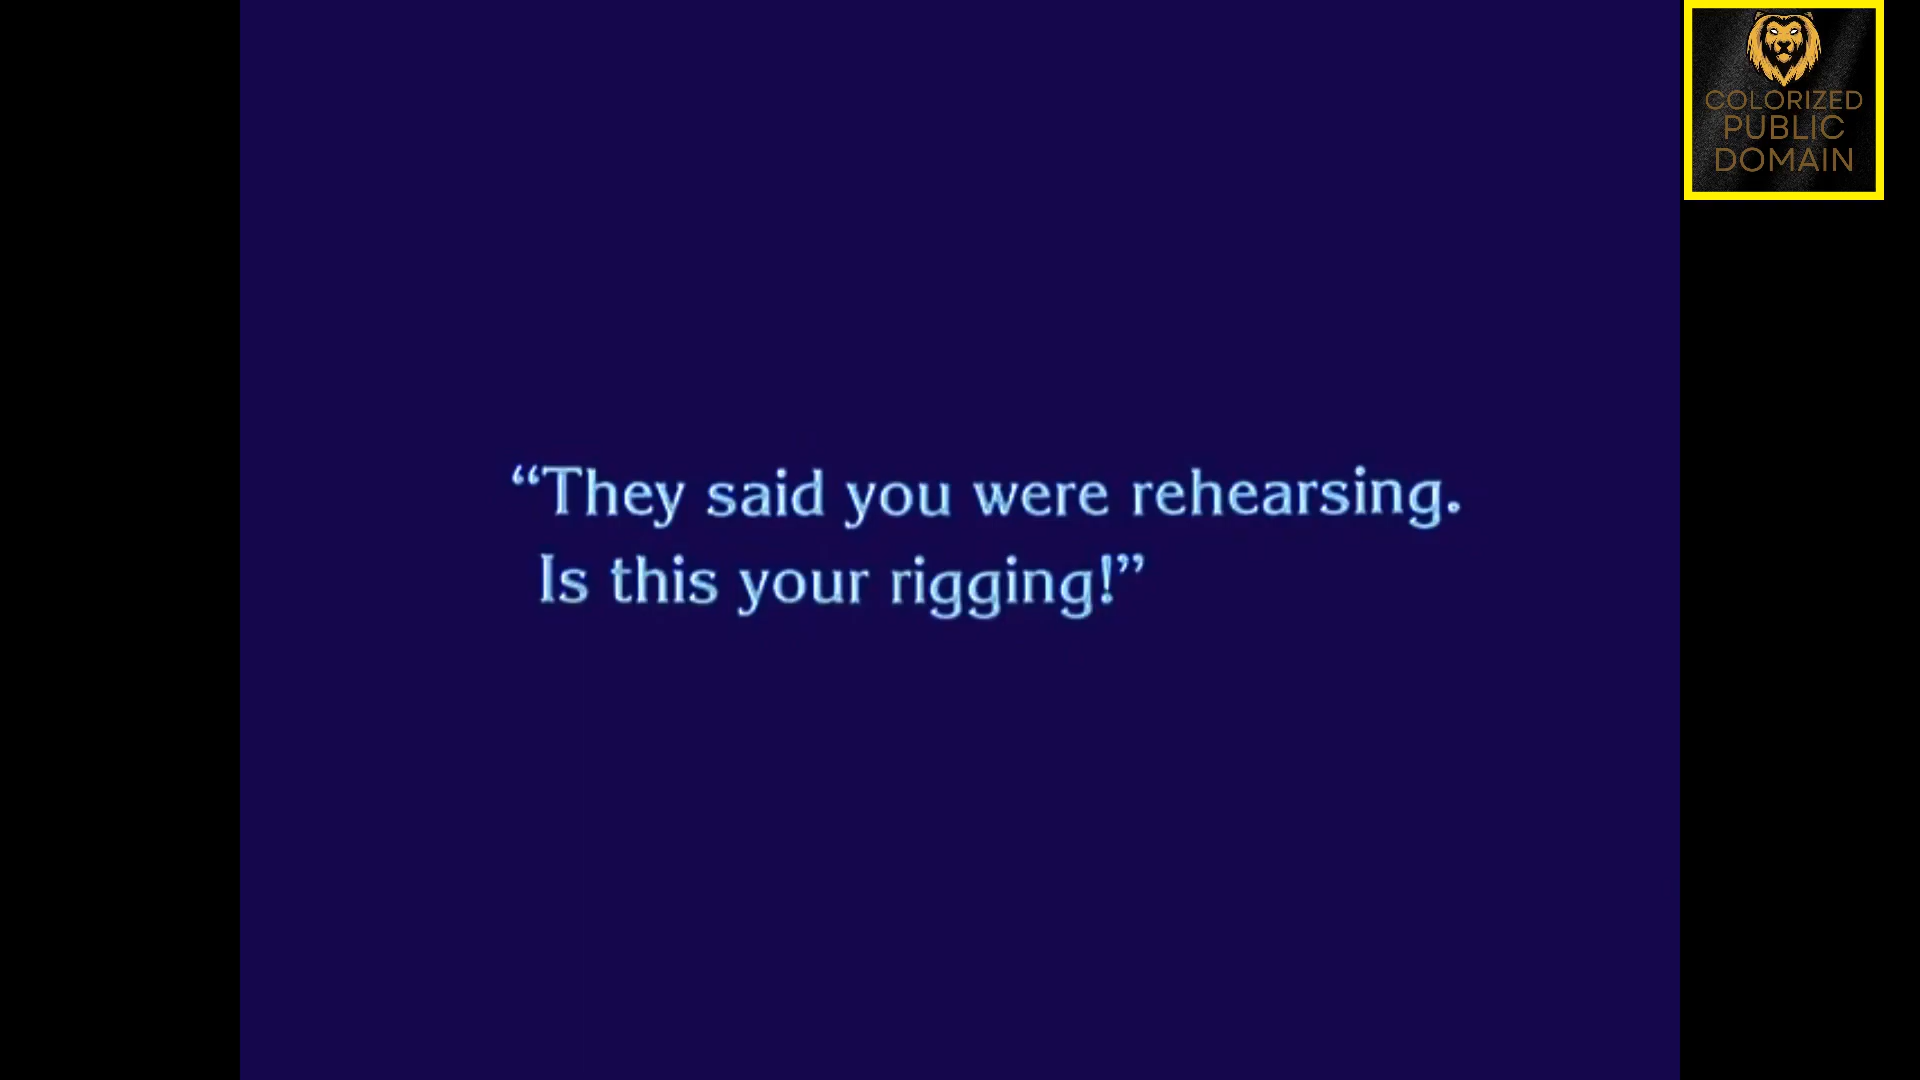 “They said you were rehearsing.
Is this your rigging!”
COLORIZED
PUBLIC
DOMAIN